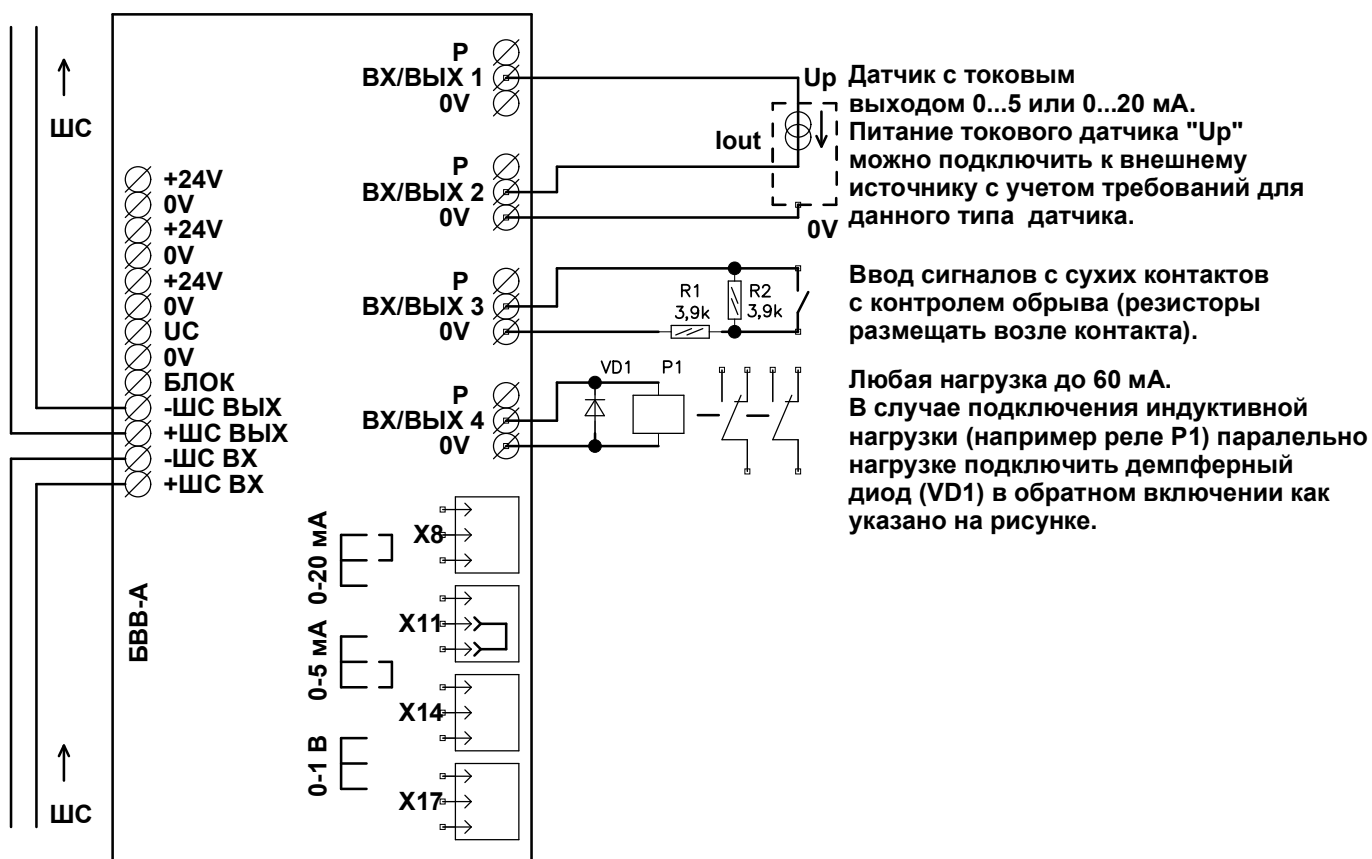 ШС
+24V
0V
+24V
0V
+24V
0V
UC
0V
БЛОК
-ШС ВЫХ
+ШС ВЫХ
-ШС ВХ
+ШС ВХ
ШС
БВВ-А
P
ВХ/ВЫХ 1
0V
P
ВХ/ВЫХ 2
0V
P
ВХ/ВЫХ 3
0V
P
ВХ/ВЫХ 4
0V
0-20 мА
0-5 мА
0-1 В
X8
X11
X14
X17
Up
Iout
0V
Датчик с токовым
выходом 0...5 или 0...20 мА.
Питание токового датчика "Up"
можно подключить к внешнему
источнику с учетом требований для
данного типа датчика.
R1
3,9k
R2
3,9k
Ввод сигналов с сухих контактов
с контролем обрыва (резисторы
размещать возле контакта).
VD1
P1
Любая нагрузка до 60 мА.
В случае подключения индуктивной
нагрузки (например реле Р1) паралельно
нагрузке подключить демпферный
диод (VD1) в обратном включении как
указано на рисунке.